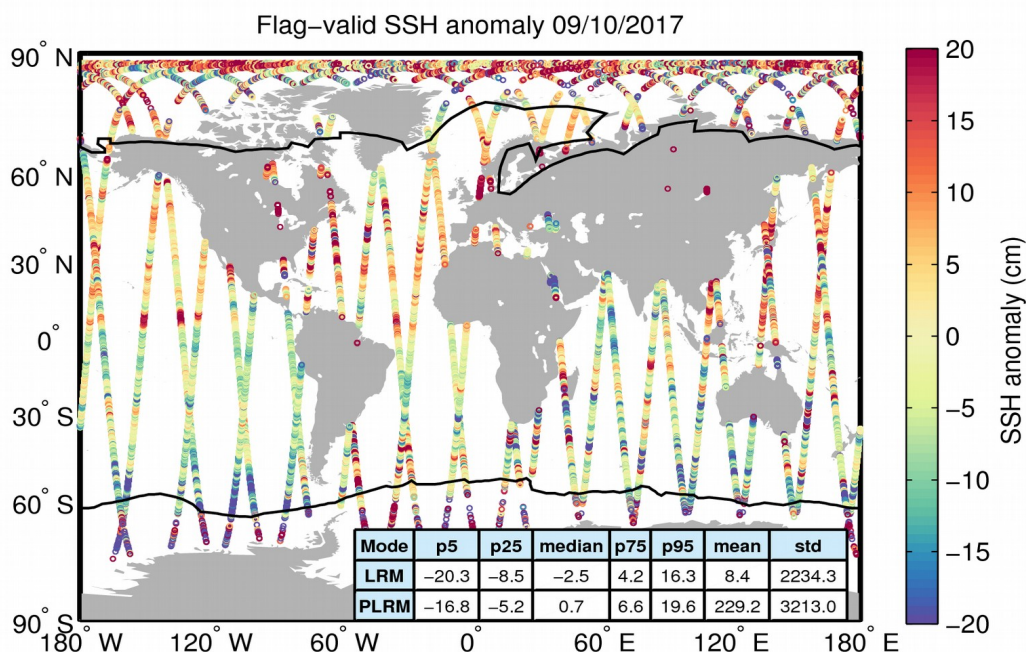 Flag−valid SSH anomaly 09/10/2017
90° N
60° N
30° N
0°
30° S
60° S
90° S
180° W
120° W
60° W
0°
60° E
120° E
180° E
Mode p5 p25 median p75 p95 mean std
LRM −20.3 −8.5 −2.5 4.2 16.3 8.4 2234.3
PLRM −16.8 −5.2 0.7 6.6 19.6 229.2 3213.0
20
15
10
5
0
−5
−10
−15
−20
SSH anomaly (cm)